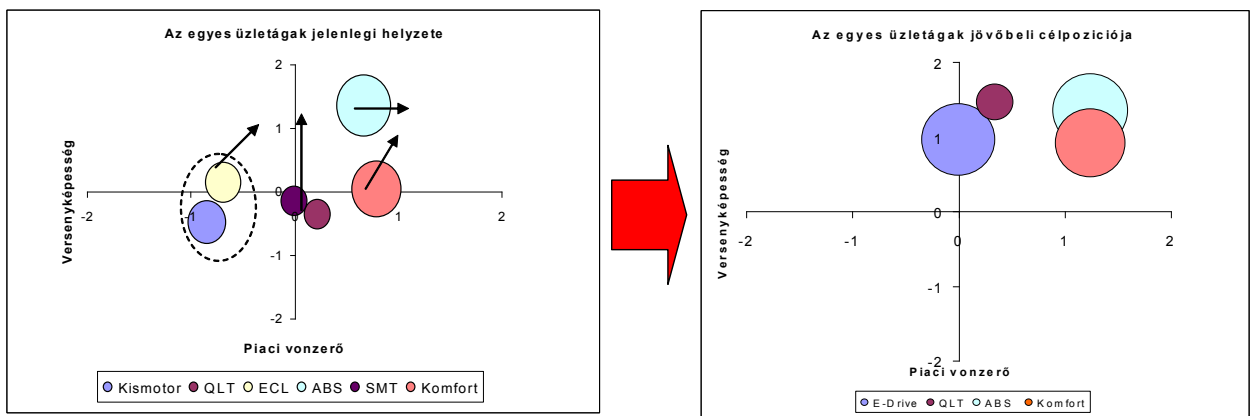 Az egyes üzletágak jelenlegi helyzete
2
1
0
-2
-1
0
1
2
-1
-2
Versenyképesség
Piaci vonzerő
Kismotor QLT ECL ABS SMT Komfort
Az egyes üzletágak jövőbeli célpoziciója
2
1
0
-2
-1
0
1
2
-1
-2
Versenyképesség
Piaci vonzerő
E-Drive QLT ABS Komfort